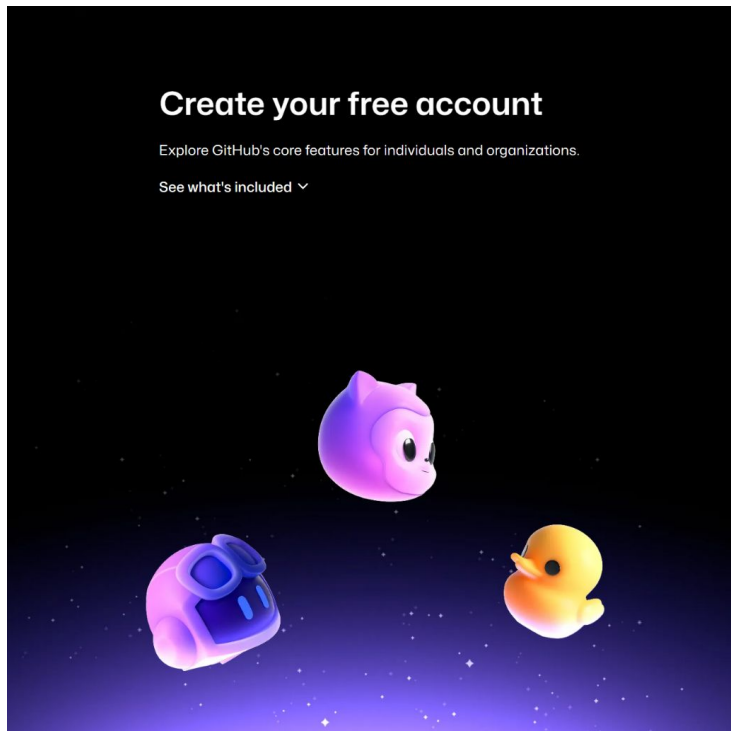 Create your free account
Explore GitHub's core features for individuals and organizations.
See what's included